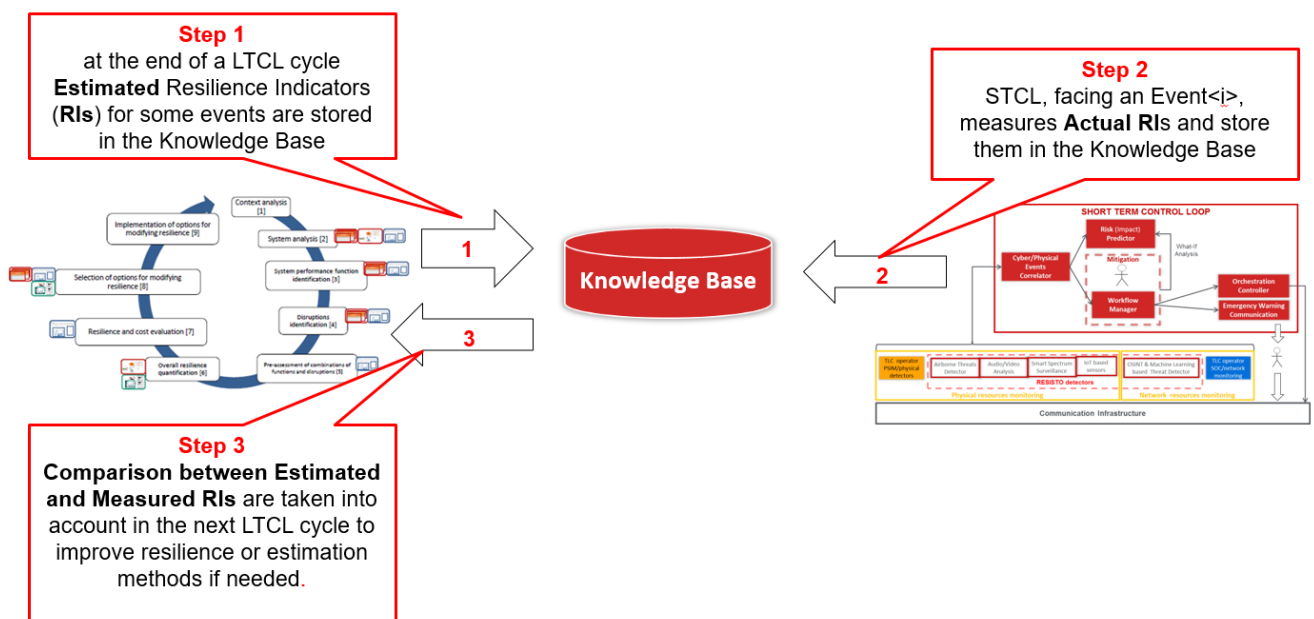 Step 1
at the end of a LTCL cycle
Estimated Resilience Indicators
(RIs) for some events are stored
in the Knowledge Base
Step 2
STCL, facing an Event<i>,
measures Actual RIs and store
them in the Knowledge Base
Context analysis
[1]
Implementation of options for
modifying resilience [9]
System analysis [2]
System performance function
identification [3]
Selection of options for modifying
resilience [8]
Disruptions
identification [4]
Resilience and cost evaluation [7]
Pre-assessment of combinations of
functions and disruptions [5]
Overall resilience
quantification [6]
1
Knowledge Base
2
3
SHORT TERM CONTROL LOOP
Risk (Impact)
Predictor
What-If
Analysis
Cyber/Physical
Events
Correlator
Mitigation
Workflow
Manager
Orchestration
Controller
Emergency Warning
Communication
TLC operator
PSIM/physical
detectors
Airborne Threats
Detector
Audio/Video
Analysis
Smart Spectrum
Surveillance
IoT based
sensors
OSINT & Machine Learning
based Threat Detector
TLC operator
SOC/network
monitoring
RESISTO detectors
Physical resources monitoring
Network resources monitoring
Communication Infrastructure
Step 3
Comparison between Estimated
and Measured RIs are taken into
account in the next LTCL cycle to
improve resilience or estimation
methods if needed.